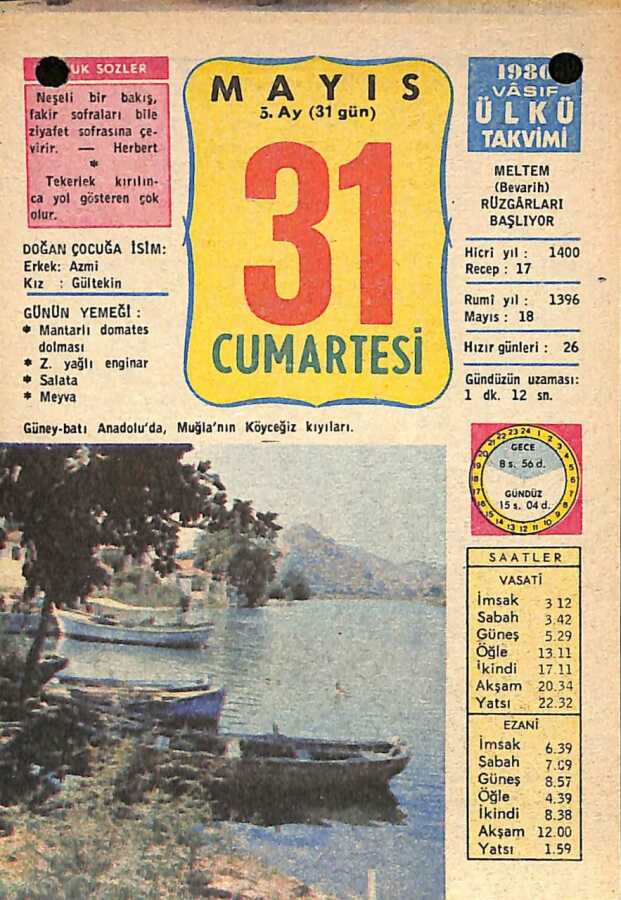 UK SOZLER
Neşeli bir bakış,
fakir sofraları bile
ziyafet sofrasına çe-
virir. — Herbert
*
Tekerlek kırılın-
ca yol gösteren çok
olur.
DOĞAN ÇOCUĞA İSİM:
Erkek: Azmi
Kız : Gültekin
GÜNÜN YEMEĞİ :
* Mantarlı domates
dolması
* Z. yağlı enginar
* Salata
* Meyva
MAYIS
5. Ay (31 gün)
31
CUMARTESİ
1980
VÂSIF
ÜLKÜ
TAKVİMİ
MELTEM
(Bevarih)
RÜZGÂRLARI
BAŞLIYOR
Hicrî yıl : 1400
Recep : 17
Rumî yıl : 1396
Mayıs : 18
Hızır günleri : 26
Gündüzün uzaması:
1 dk. 12 sn.
Güney-batı Anadolu'da, Muğla'nın Köyceğiz kıyıları.
GECE
8 s. 56 d.
GÜNDÜZ
15 s. 04 d.
SAATLER
VASATİ
İmsak 3 12
Sabah 3.42
Güneş 5.29
Öğle 13.11
İkindi 17.11
Akşam 20.34
Yatsı 22.32
EZANİ
İmsak 6.39
Sabah 7.09
Güneş 8.57
Öğle 4.39
İkindi 8.38
Akşam 12.00
Yatsı 1.59